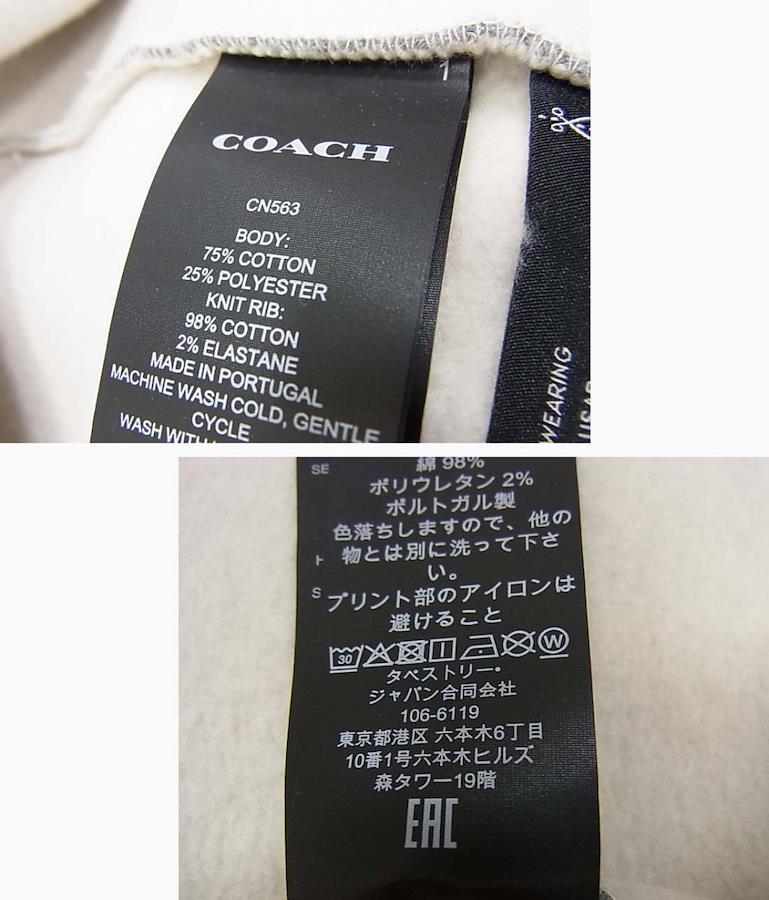 1
COACH
CN563
BODY:
75% COTTON
25% POLYESTER
KNIT RIB:
98% COTTON
2% ELASTANE
MADE IN PORTUGAL
MACHINE WASH COLD, GENTLE
CYCLE
WASH WITH
WEARING
SE
綿 98%
ポリウレタン 2%
ポルトガル製
色落ちしますので、他の
物とは別に洗って下さ
い。
S
プリント部のアイロンは
避けること
30
W
タペストリー・
ジャパン合同会社
106-6119
東京都港区 六本木6丁目
10番1号六本木ヒルズ
森タワー19階
EAC